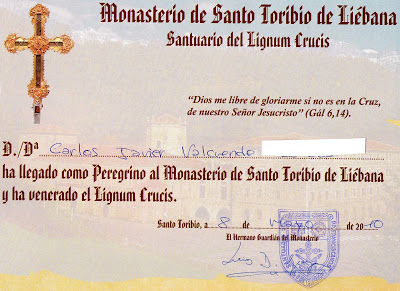 Monasterio de Santo Toribio de Liébana
Santuario del Lignum Crucis
"Dios me libre de gloriarme si no es en la Cruz,
de nuestro Señor Jesucristo" (Gál 6,14).
D./Dª Carlos Javier Valcuende
ha llegado como Peregrino al Monasterio de Santo Toribio de Liébana
y ha venerado el Lignum Crucis.
Santo Toribio, a 8 de Mayo de 2010
El Hermano Guardián del Monasterio